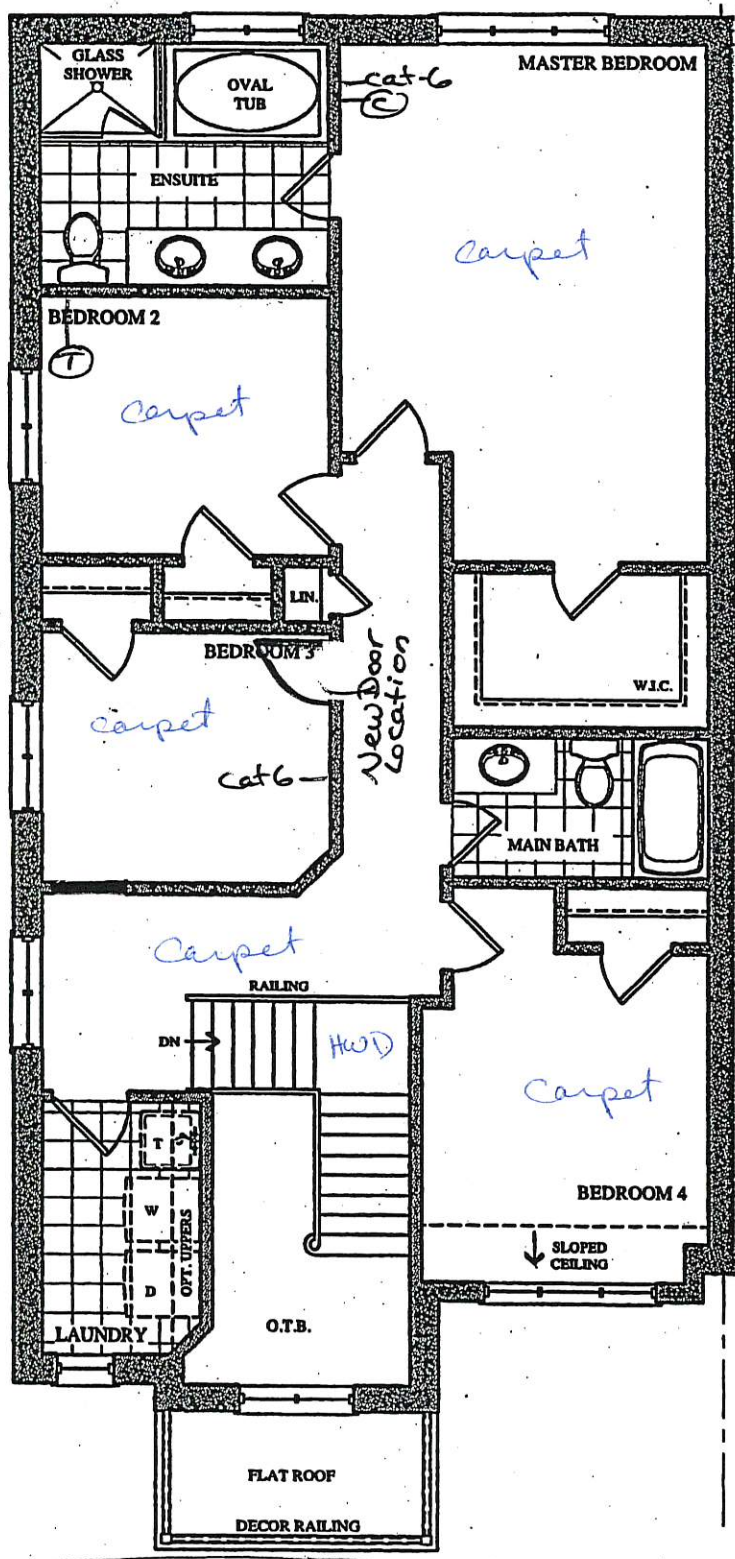 GLASS
SHOWER
OVAL
TUB
cat-6
C
MASTER BEDROOM
ENSUITE
carpet
BEDROOM 2
T
carpet
LIN.
BEDROOM 3
New Door
Location
W.I.C.
carpet
cat6
MAIN BATH
Carpet
RAILING
DN
HWD
Carpet
T
W
D
OPT. UPPERS
BEDROOM 4
SLOPED
CEILING
LAUNDRY
O.T.B.
FLAT ROOF
DECOR RAILING